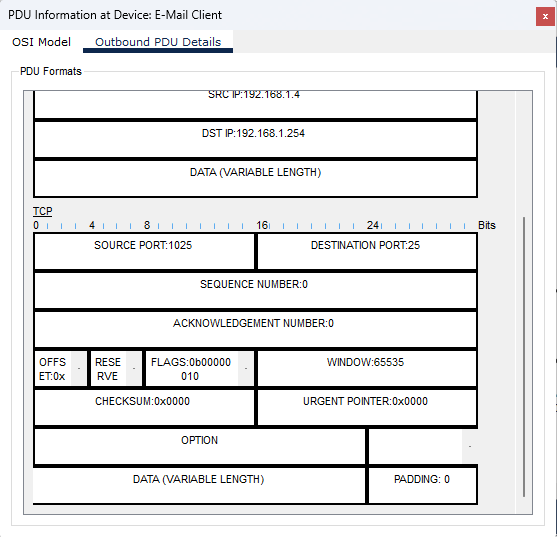 PDU Information at Device: E-Mail Client
x
OSI Model Outbound PDU Details
PDU Formats
SRC IP:192.168.1.4
DST IP:192.168.1.254
DATA (VARIABLE LENGTH)
TCP
0 4 8 16 24 Bits
SOURCE PORT:1025 DESTINATION PORT:25
SEQUENCE NUMBER:0
ACKNOWLEDGEMENT NUMBER:0
OFFS RESE FLAGS:0b00000 WINDOW:65535
ET:0x RVE 010
CHECKSUM:0x0000 URGENT POINTER:0x0000
OPTION
DATA (VARIABLE LENGTH) PADDING: 0